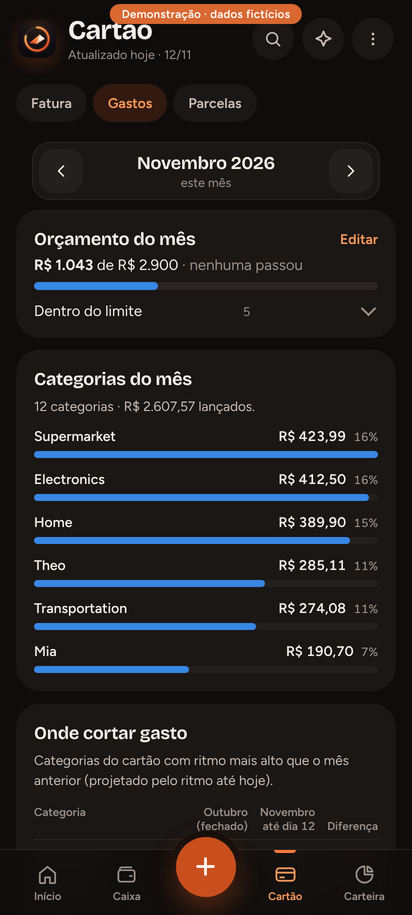 Demonstração · dados fictícios
Cartão
Atualizado hoje · 12/11
Fatura
Gastos
Parcelas
Novembro 2026
este mês
Orçamento do mês
Editar
R$ 1.043 de R$ 2.900 · nenhuma passou
Dentro do limite
5
Categorias do mês
12 categorias · R$ 2.607,57 lançados.
Supermarket R$ 423,99 16%
Electronics R$ 412,50 16%
Home R$ 389,90 15%
Theo R$ 285,11 11%
Transportation R$ 274,08 11%
Mia R$ 190,70 7%
Onde cortar gasto
Categorias do cartão com ritmo mais alto que o mês
anterior (projetado pelo ritmo até hoje).
Categoria
Outubro
(fechado)
Novembro
até dia 12
Diferença
Início
Caixa
Cartão
Carteira